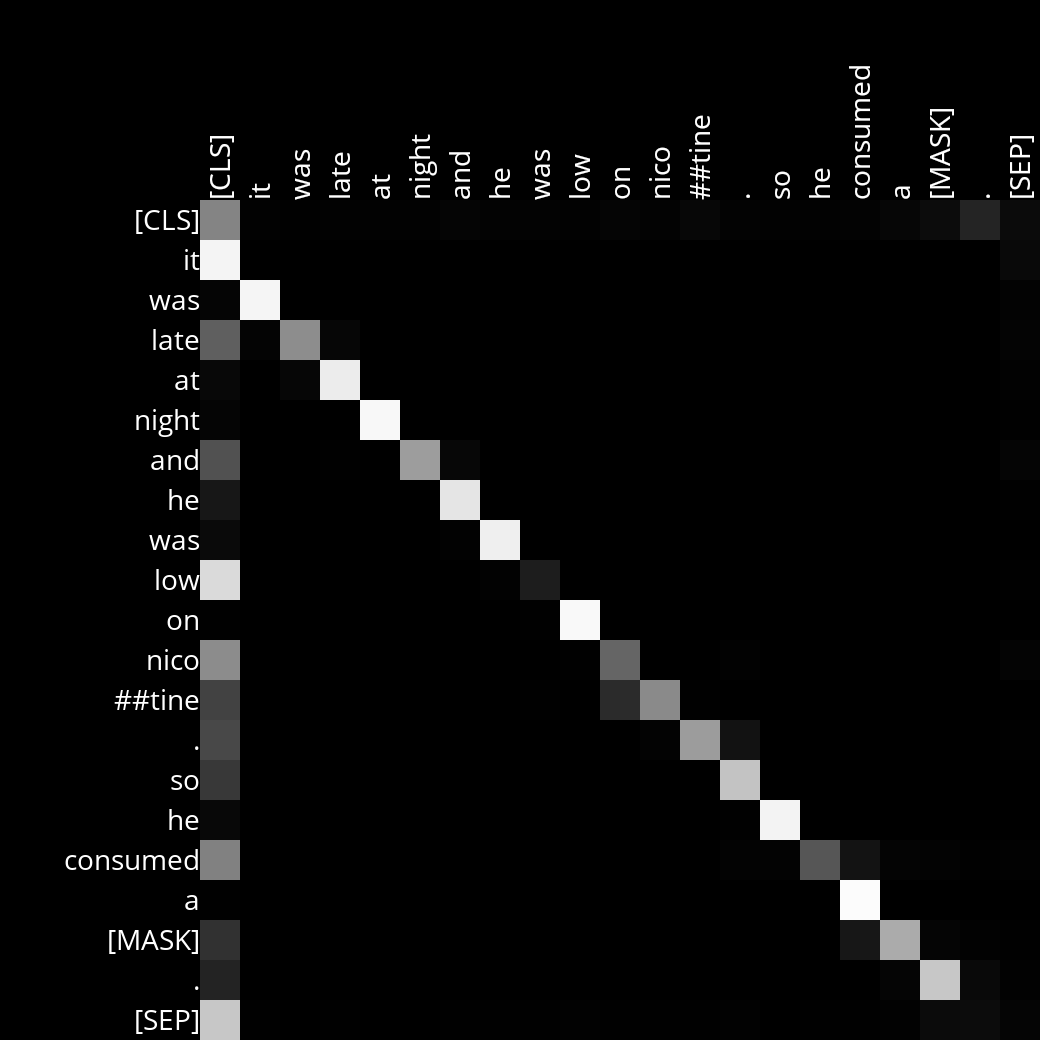 [CLS] it was late at night and he was low on nico ##tine . so he consumed a [MASK] . [SEP]
[CLS]
it
was
late
at
night
and
he
was
low
on
nico
##tine
.
so
he
consumed
a
[MASK]
.
[SEP]